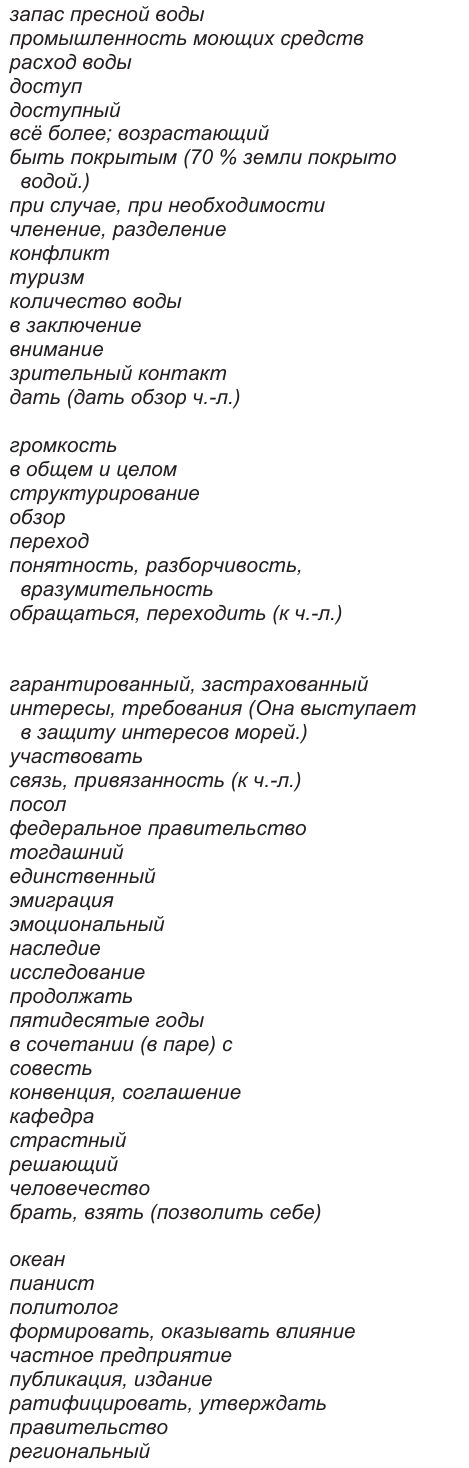 запас пресной воды
промышленность моющих средств
расход воды
доступ
доступный
всё более; возрастающий
быть покрытым (70 % земли покрыто
водой.)
при случае, при необходимости
членение, разделение
конфликт
туризм
количество воды
в заключение
внимание
зрительный контакт
дать (дать обзор ч.-л.)
громкость
в общем и целом
структурирование
обзор
переход
понятность, разборчивость,
вразумительность
обращаться, переходить (к ч.-л.)
гарантированный, застрахованный
интересы, требования (Она выступает
в защиту интересов морей.)
участвовать
связь, привязанность (к ч.-л.)
посол
федеральное правительство
тогдашний
единственный
эмиграция
эмоциональный
наследие
исследование
продолжать
пятидесятые годы
в сочетании (в паре) с
совесть
конвенция, соглашение
кафедра
страстный
решающий
человечество
брать, взять (позволить себе)
океан
пианист
политолог
формировать, оказывать влияние
частное предприятие
публикация, издание
ратифицировать, утверждать
правительство
региональный